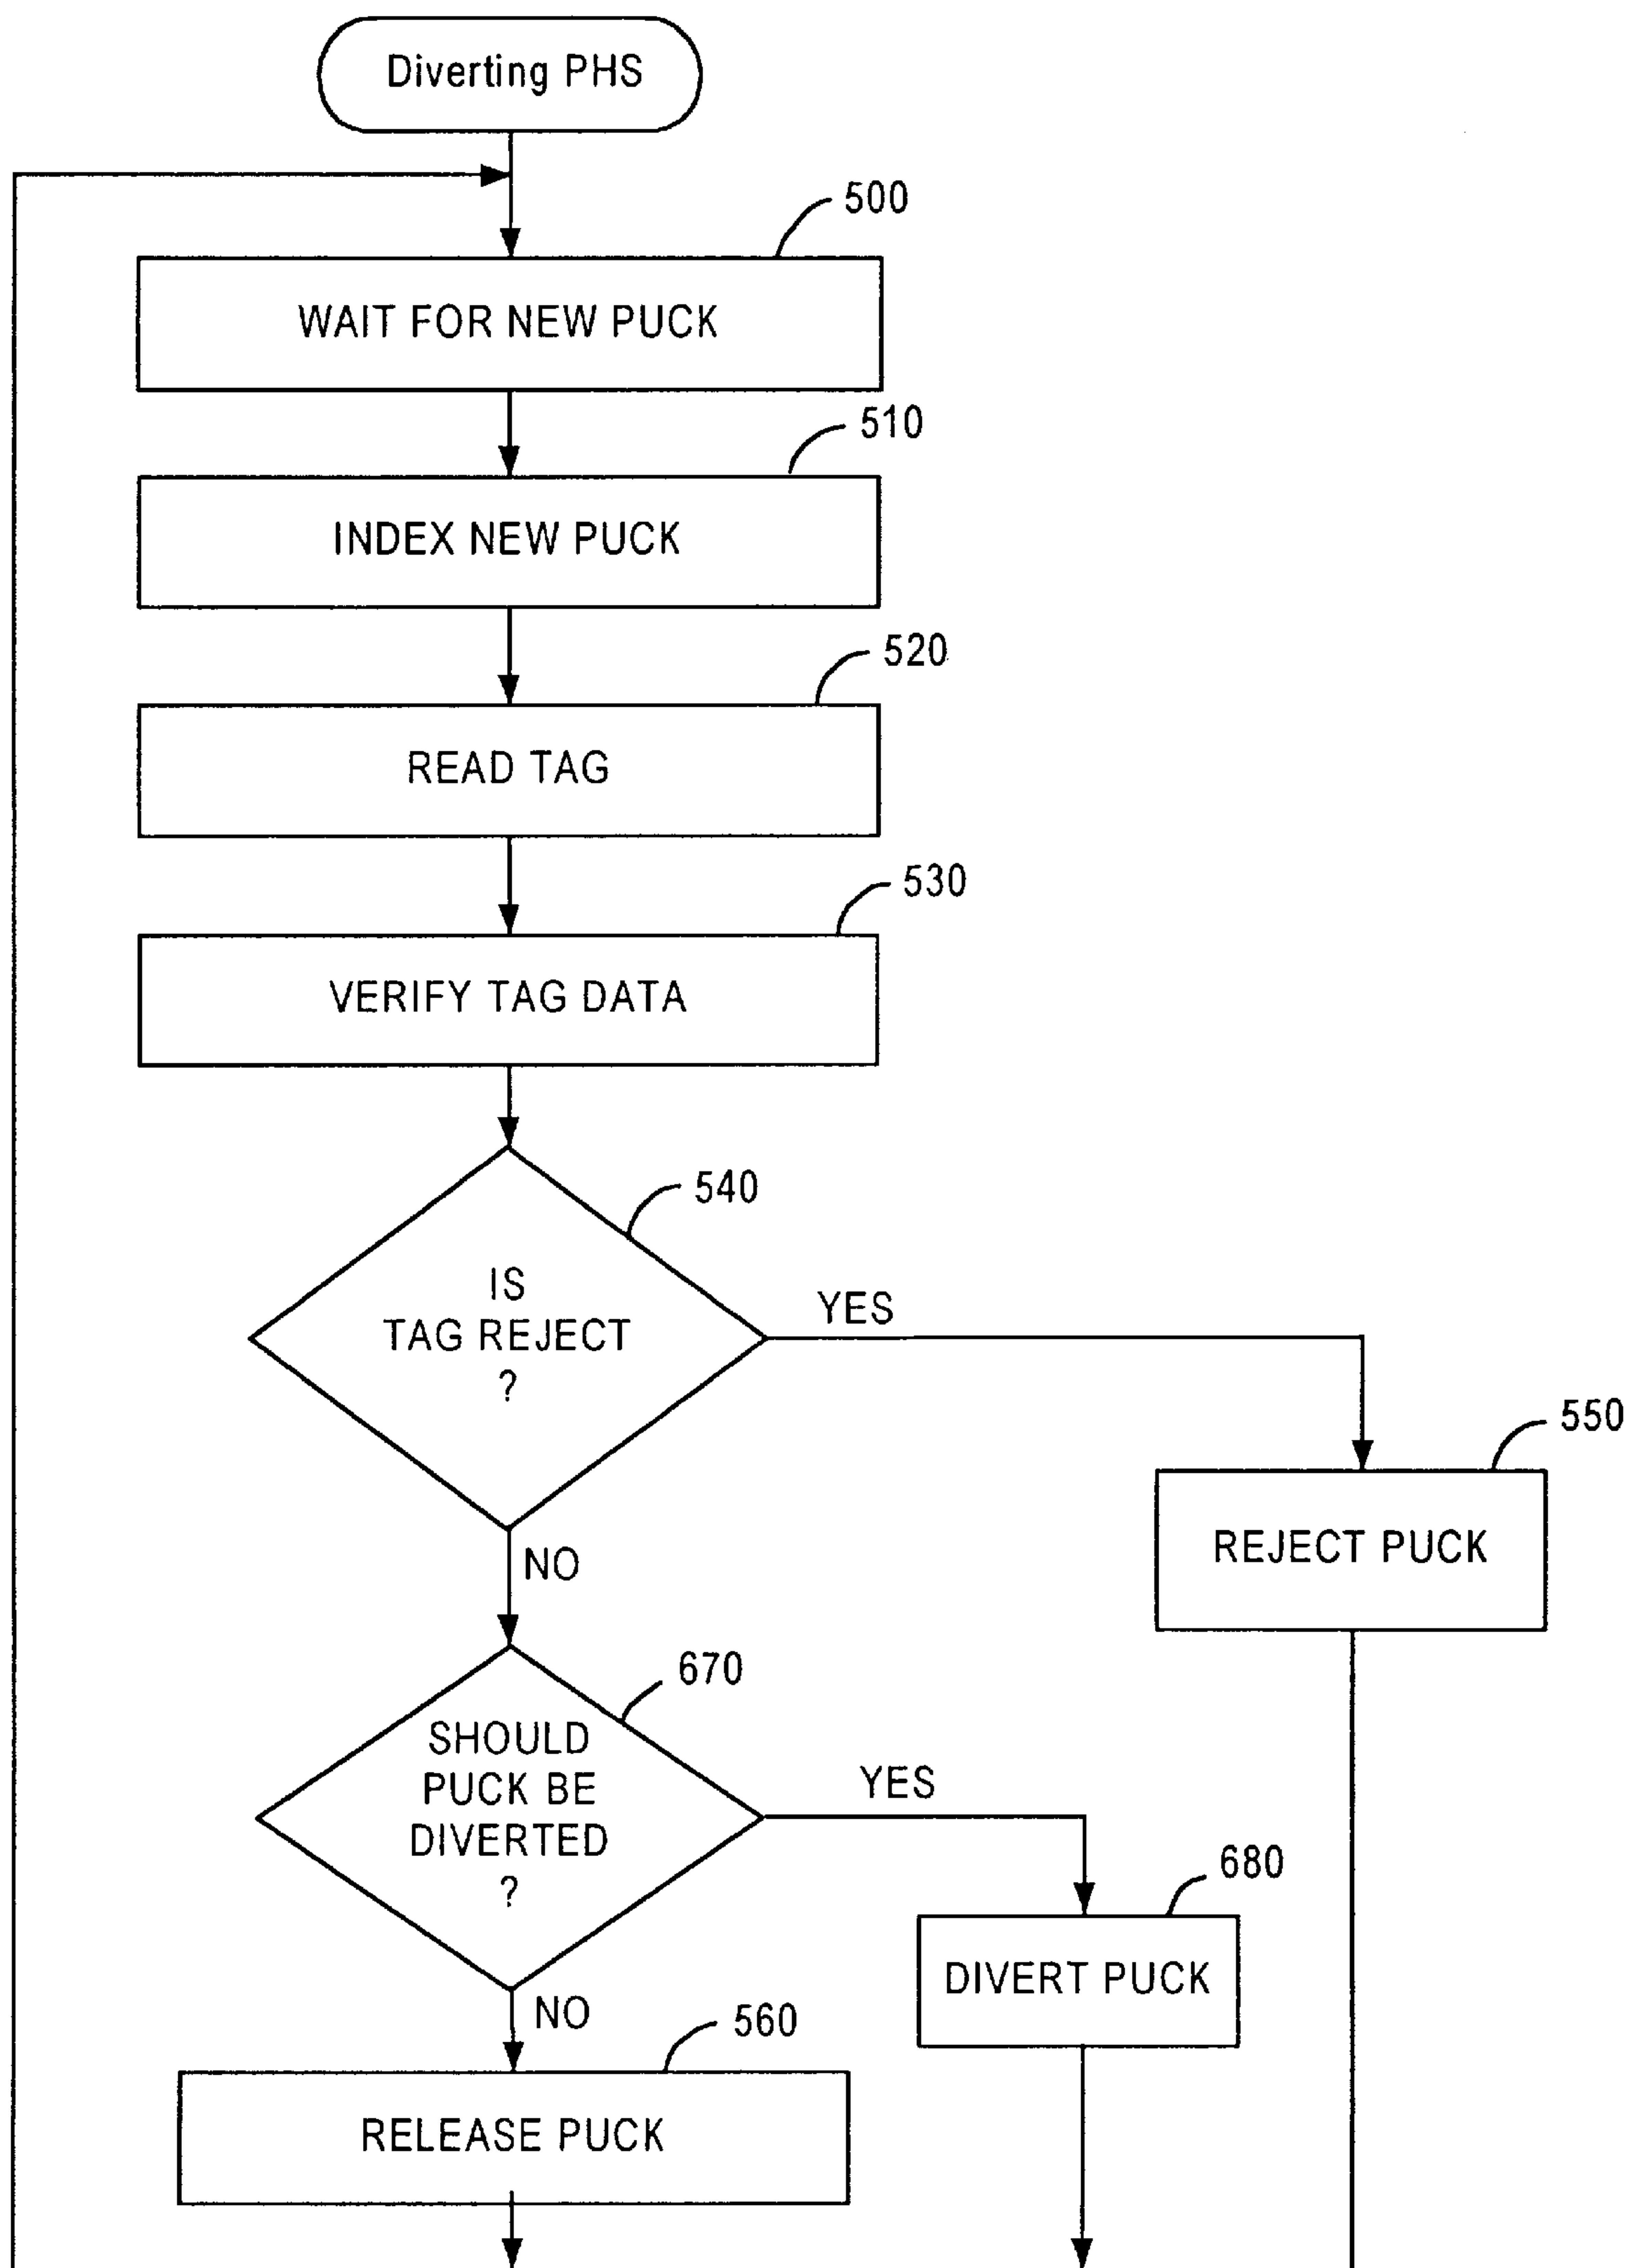 Diverting PHS
500
WAIT FOR NEW PUCK
510
INDEX NEW PUCK
520
READ TAG
530
VERIFY TAG DATA
540
IS
TAG REJECT
?
YES
550
REJECT PUCK
NO
670
SHOULD
PUCK BE
DIVERTED
?
YES
680
DIVERT PUCK
NO
560
RELEASE PUCK